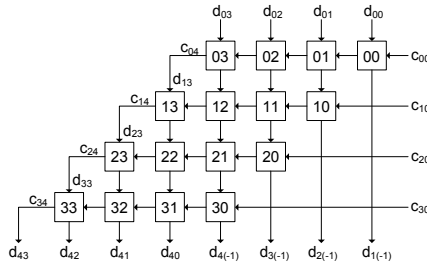 d03 d02 d01 d00
c04 03 02 01 00 c00
d13
c14 13 12 11 10 c10
d23
c24 23 22 21 20 c20
d33
c34 33 32 31 30 c30
d43 d42 d41 d40 d4(-1) d3(-1) d2(-1) d1(-1)